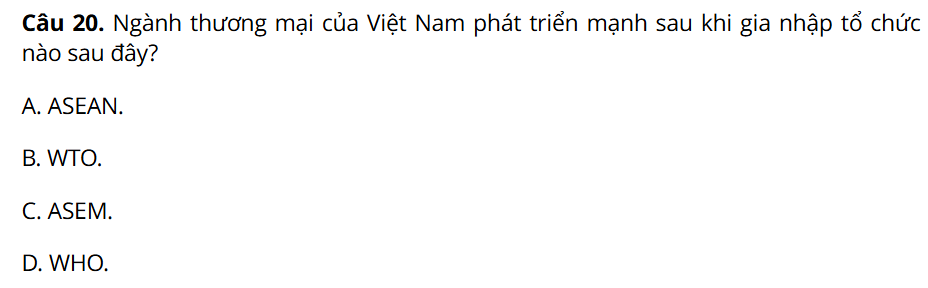 Câu 20. Ngành thương mại của Việt Nam phát triển mạnh sau khi gia nhập tổ chức
nào sau đây?
A. ASEAN.
B. WTO.
C. ASEM.
D. WHO.